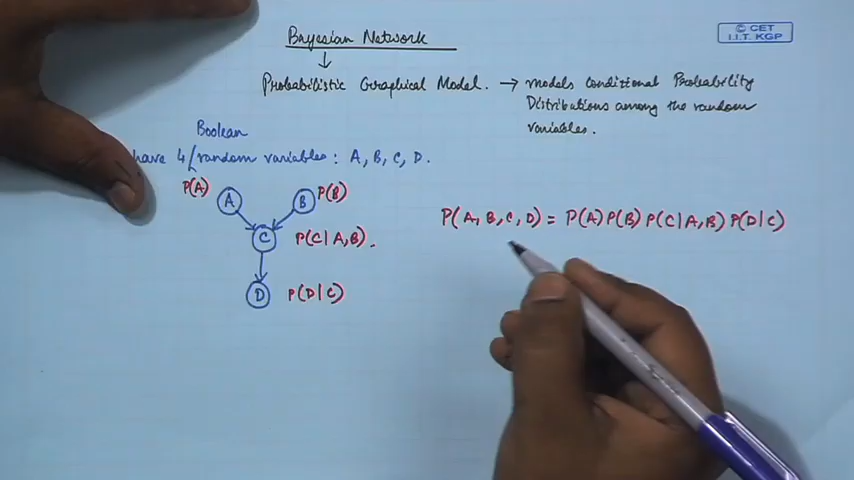 Bayesian Network
© CET
I.I.T. KGP
Probabilistic Graphical Model. → models conditional Probability
Distributions among the random
variables.
Boolean
have 4 random variables: A, B, C, D.
P(A) A B P(B)
P(A, B, C, D) = P(A) P(B) P(C|A,B) P(D|C)
C P(C|A,B).
D P(D|C)